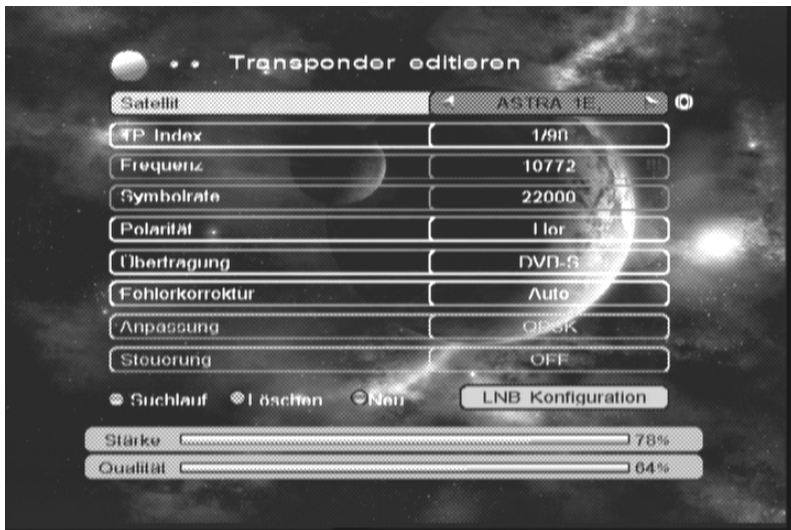 Transponder editieren
Satellit ASTRA 1E,
TP Index 1/90
Frequenz 10772
Symbolrate 22000
Polarität Hor
Übertragung DVB-S
Fehlerkorrektur Auto
Anpassung QPSK
Steuerung OFF
Suchlauf Löschen Neu LNB Konfiguration
Stärke 78%
Qualität 64%